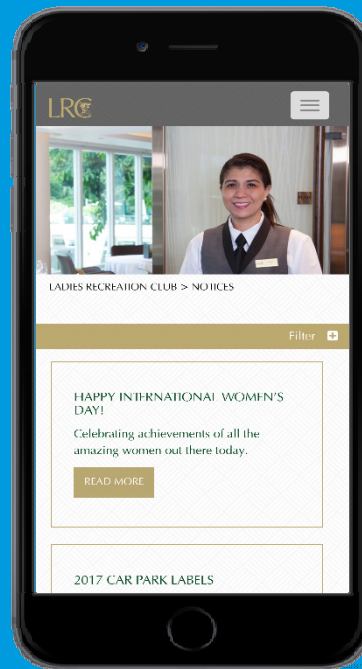 LRC
LADIES RECREATION CLUB > NOTICES
Filter
HAPPY INTERNATIONAL WOMEN'S
DAY!
Celebrating achievements of all the
amazing women out there today.
READ MORE
2017 CAR PARK LABELS